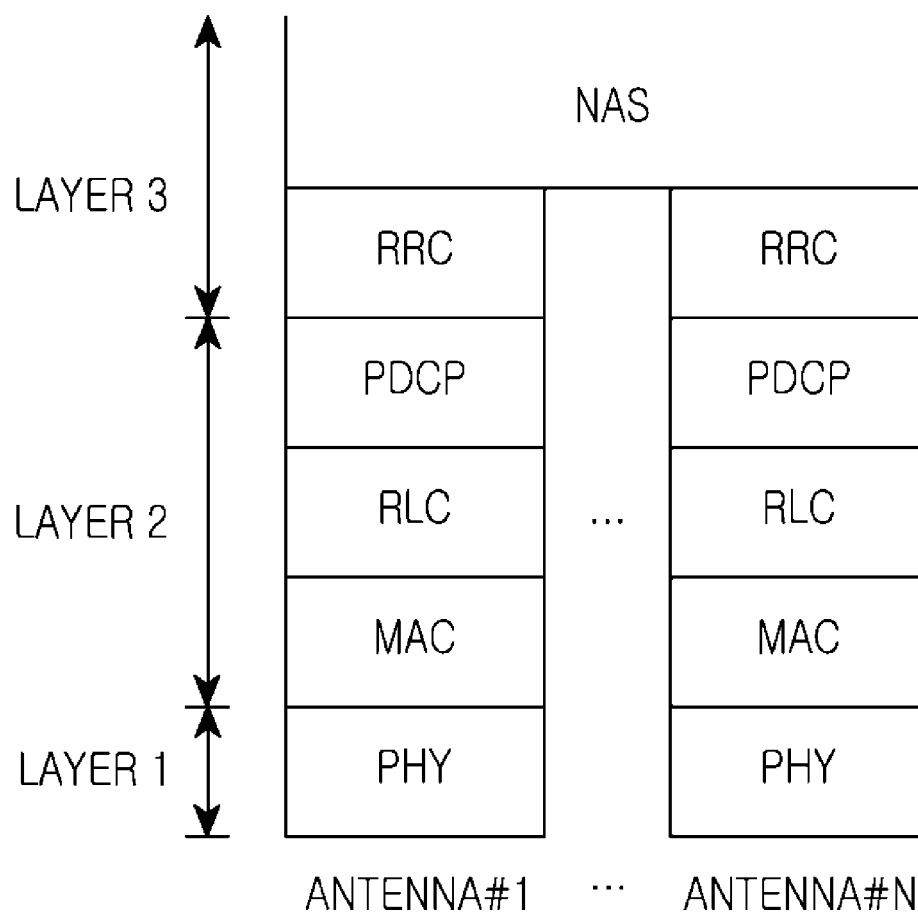 NAS
LAYER 3
RRC
RRC
PDCP
PDCP
LAYER 2
RLC
...
RLC
MAC
MAC
LAYER 1
PHY
PHY
ANTENNA#1 ... ANTENNA#N